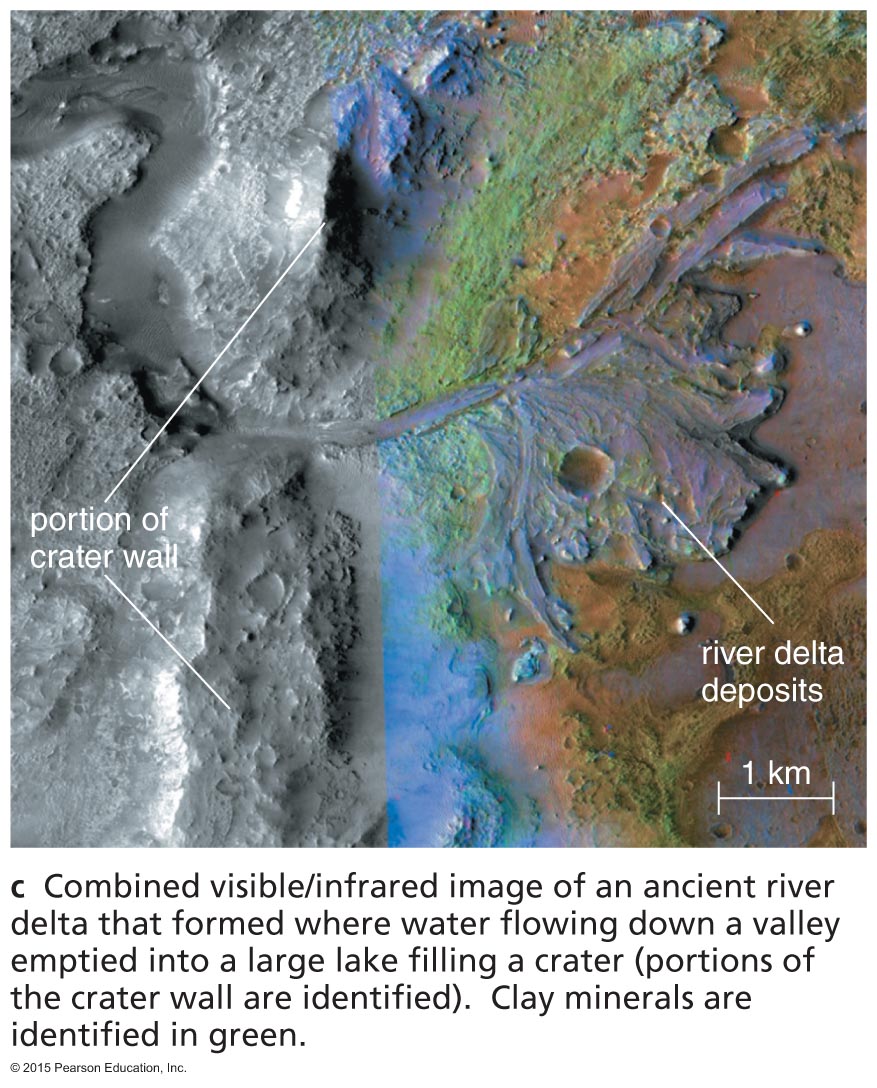 portion of
crater wall
river delta
deposits
1 km
c Combined visible/infrared image of an ancient river
delta that formed where water flowing down a valley
emptied into a large lake filling a crater (portions of
the crater wall are identified). Clay minerals are
identified in green.
© 2015 Pearson Education, Inc.